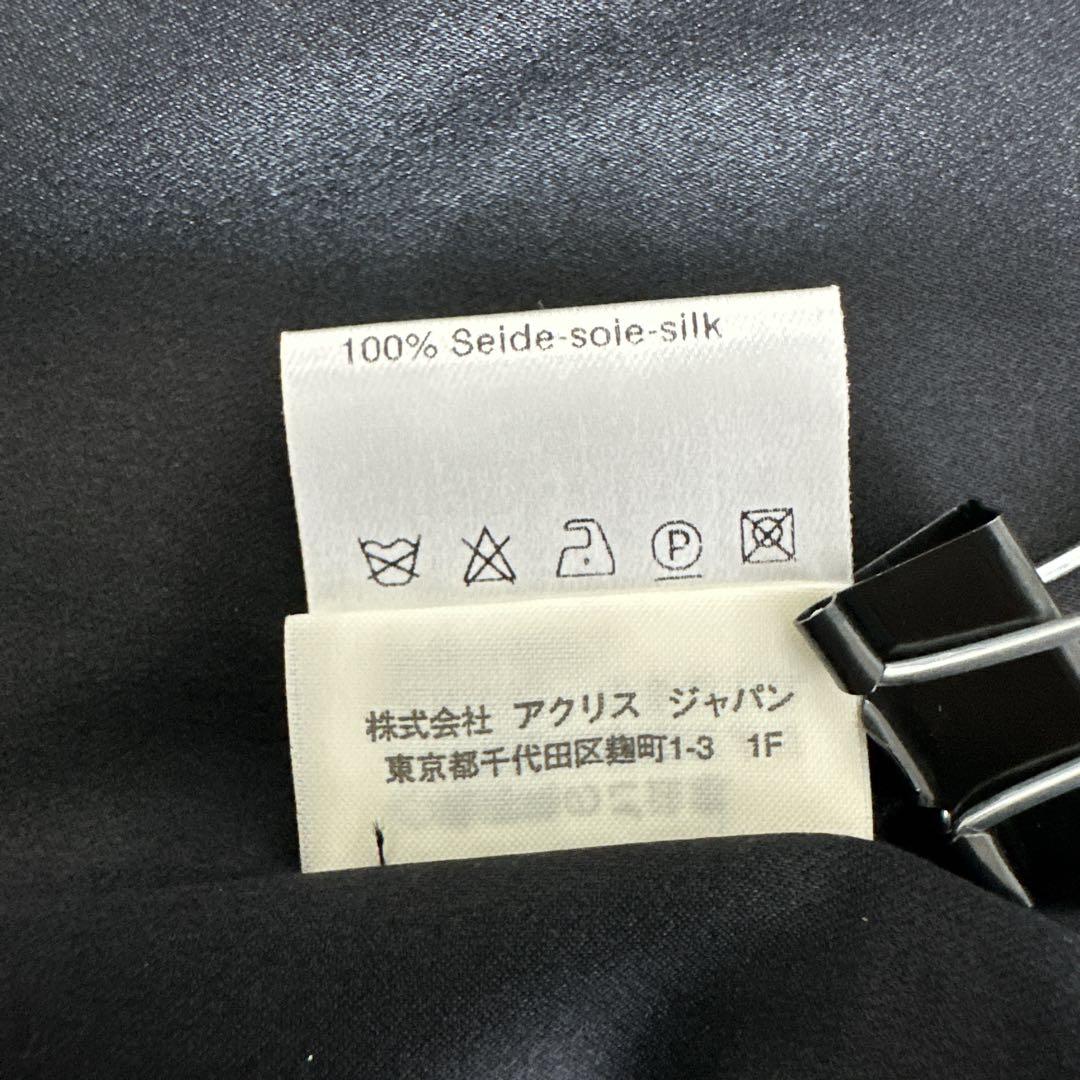 100% Seide-soie-silk
P
株式会社 アクリス ジャパン
東京都千代田区麹町1-3 1F